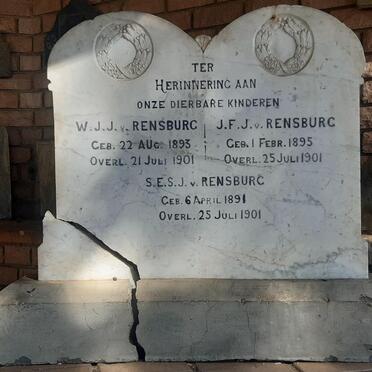 TER
HERINNERING AAN
ONZE DIERBARE KINDEREN
W.J.J.v. RENSBURG
GEB. 22 AUG. 1893
OVERL. 21 JULI 1901
J.F.J.v. RENSBURG
GEB. 1 FEBR. 1895
OVERL. 25 JULI 1901
S.E.S.J.v. RENSBURG
GEB. 6 APRIL 1891
OVERL. 25 JULI 1901